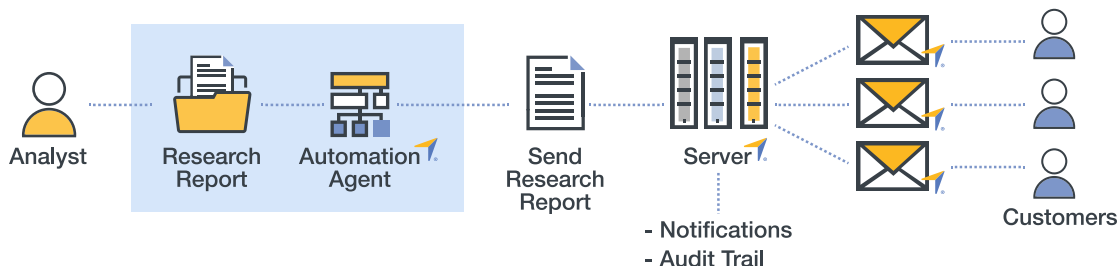 Analyst
Research
Report
Automation
Agent
Send
Research
Report
Server
- Notifications
- Audit Trail
Customers